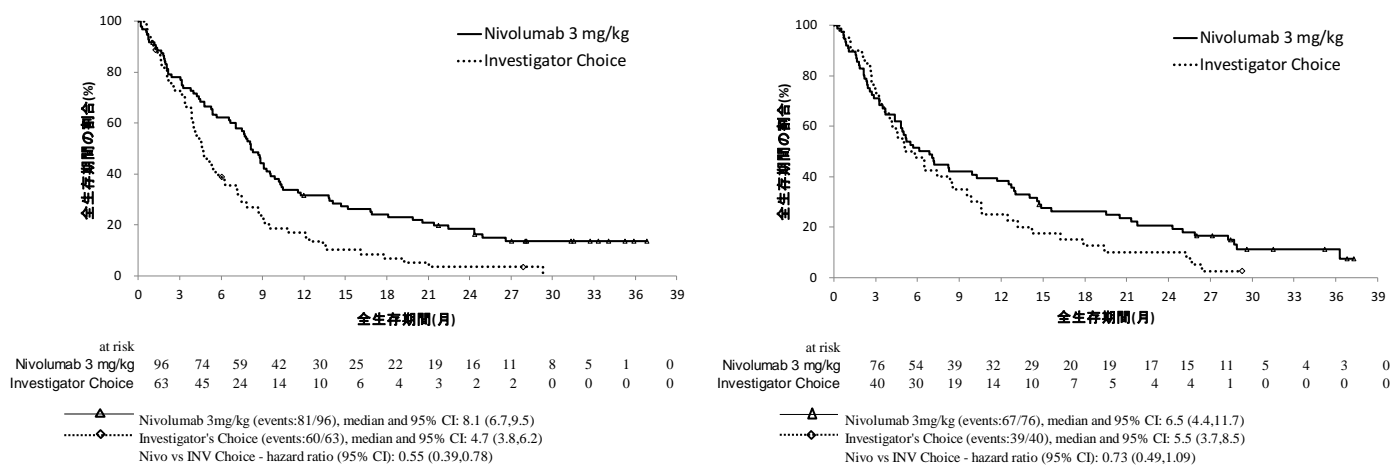 100
80
60
40
20
0
全生存期間の割合(%)
Nivolumab 3 mg/kg
Investigator Choice
0 3 6 9 12 15 18 21 24 27 30 33 36 39
全生存期間(月)
at risk
Nivolumab 3 mg/kg 96 74 59 42 30 25 22 19 16 11 8 5 1 0
Investigator Choice 63 45 24 14 10 6 4 3 2 2 0 0 0 0
Nivolumab 3mg/kg (events:81/96), median and 95% CI: 8.1 (6.7,9.5)
Investigator's Choice (events:60/63), median and 95% CI: 4.7 (3.8,6.2)
Nivo vs INV Choice - hazard ratio (95% CI): 0.55 (0.39,0.78)
100
80
60
40
20
0
全生存期間の割合(%)
Nivolumab 3 mg/kg
Investigator Choice
0 3 6 9 12 15 18 21 24 27 30 33 36 39
全生存期間(月)
at risk
Nivolumab 3 mg/kg 76 54 39 32 29 20 19 17 15 11 5 4 3 0
Investigator Choice 40 30 19 14 10 7 5 4 4 1 0 0 0 0
Nivolumab 3mg/kg (events:67/76), median and 95% CI: 6.5 (4.4,11.7)
Investigator's Choice (events:39/40), median and 95% CI: 5.5 (3.7,8.5)
Nivo vs INV Choice - hazard ratio (95% CI): 0.73 (0.49,1.09)